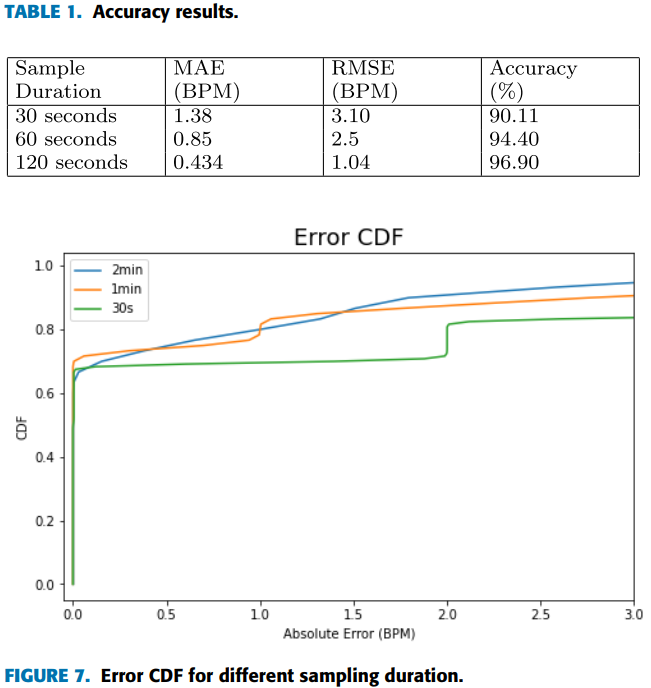 TABLE 1. Accuracy results.
Sample Duration MAE (BPM) RMSE (BPM) Accuracy (%)
30 seconds 1.38 3.10 90.11
60 seconds 0.85 2.5 94.40
120 seconds 0.434 1.04 96.90
Error CDF
2min
1min
30s
1.0
0.8
0.6
0.4
0.2
0.0
CDF
0.0 0.5 1.0 1.5 2.0 2.5 3.0
Absolute Error (BPM)
FIGURE 7. Error CDF for different sampling duration.